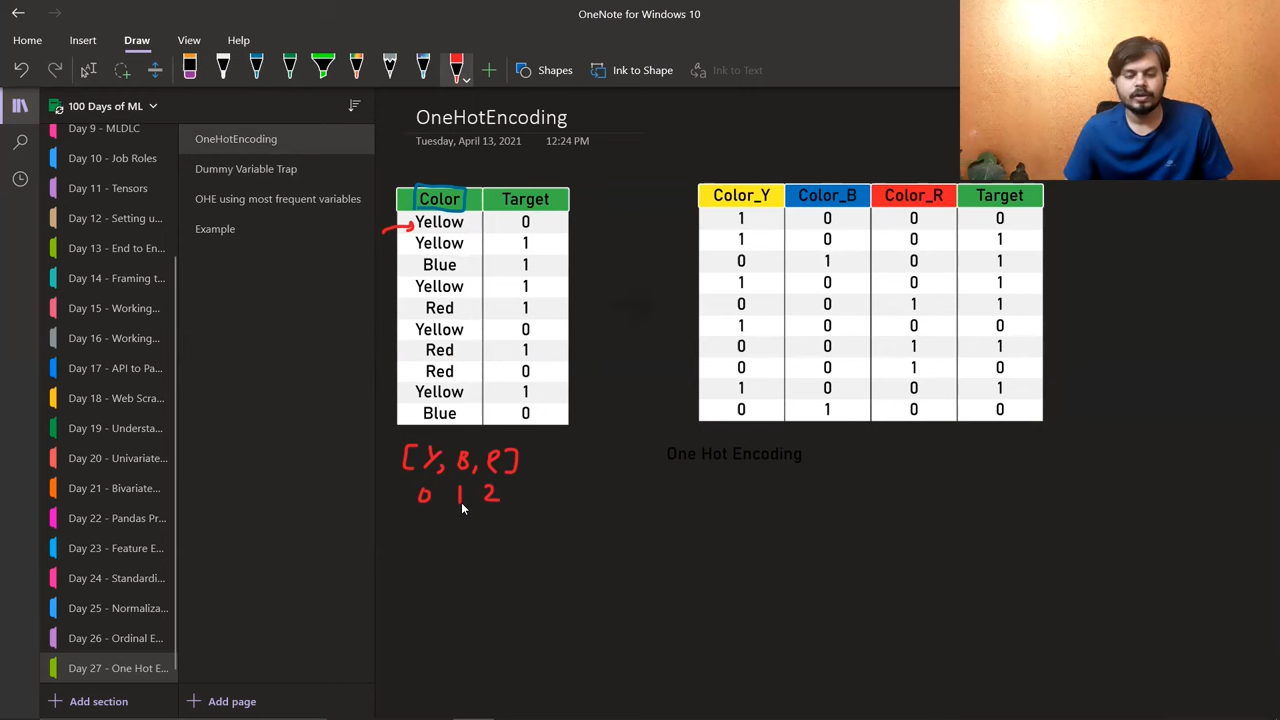 OneNote for Windows 10
Home Insert Draw View Help
Shapes Ink to Shape Ink to Text
100 Days of ML
Day 9 - MLDLC
Day 10 - Job Roles
Day 11 - Tensors
Day 12 - Setting u...
Day 13 - End to En...
Day 14 - Framing t...
Day 15 - Working...
Day 16 - Working...
Day 17 - API to Pa...
Day 18 - Web Scra...
Day 19 - Understa...
Day 20 - Univariate...
Day 21 - Bivariate...
Day 22 - Pandas Pr...
Day 23 - Feature E...
Day 24 - Standardi...
Day 25 - Normaliza...
Day 26 - Ordinal E...
Day 27 - One Hot E...
Add section
OneHotEncoding
Dummy Variable Trap
OHE using most frequent variables
Example
Add page
OneHotEncoding
Tuesday, April 13, 2021 12:24 PM
Color Target
Yellow 0
Yellow 1
Blue 1
Yellow 1
Red 1
Yellow 0
Red 1
Red 0
Yellow 1
Blue 0
[Y, B, R]
0 1 2
Color_Y Color_B Color_R Target
1 0 0 0
1 0 0 1
0 1 0 1
1 0 0 1
0 0 1 1
1 0 0 0
0 0 1 1
0 0 1 0
1 0 0 1
0 1 0 0
One Hot Encoding